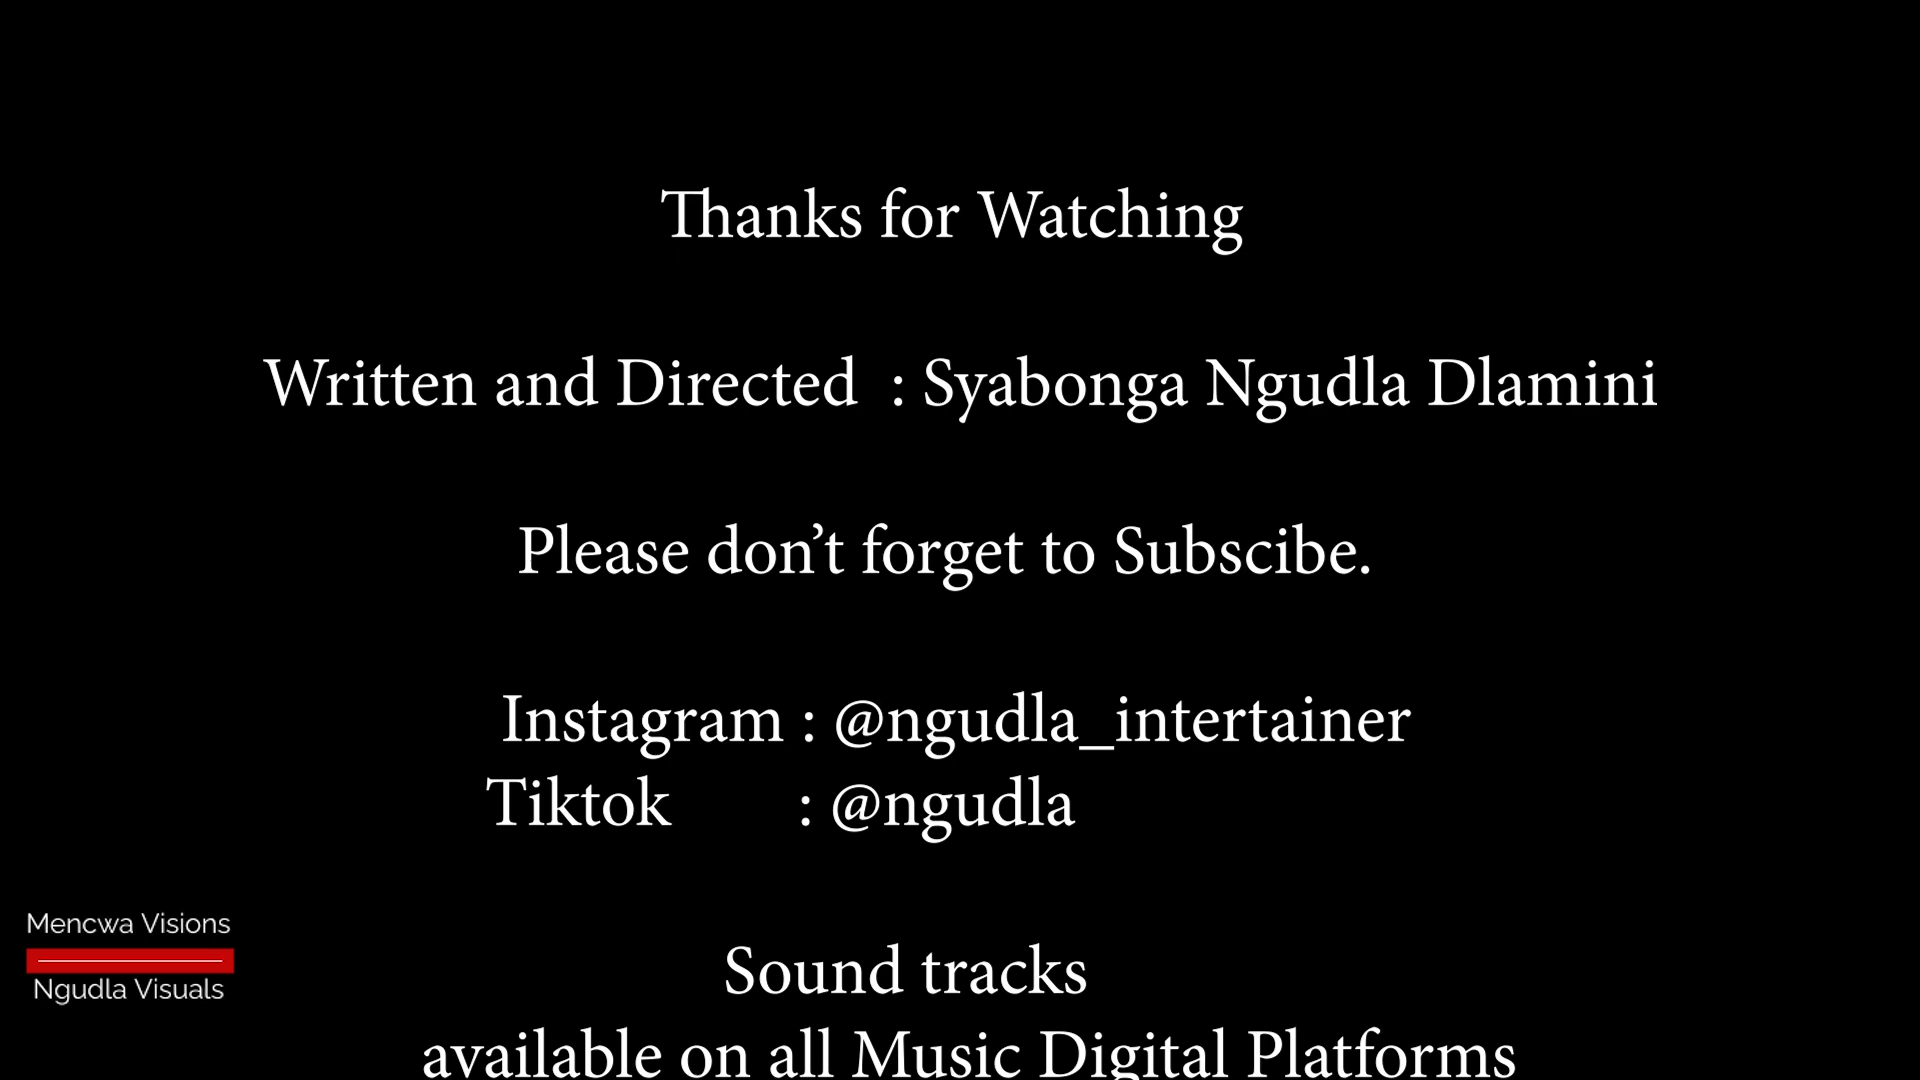 Thanks for Watching
Written and Directed : Syabonga Ngudla Dlamini
Please don’t forget to Subscibe.
Instagram : @ngudla_intertainer
Tiktok : @ngudla
Mencwa Visions
Ngudla Visuals
Sound tracks
available on all Music Digital Platforms